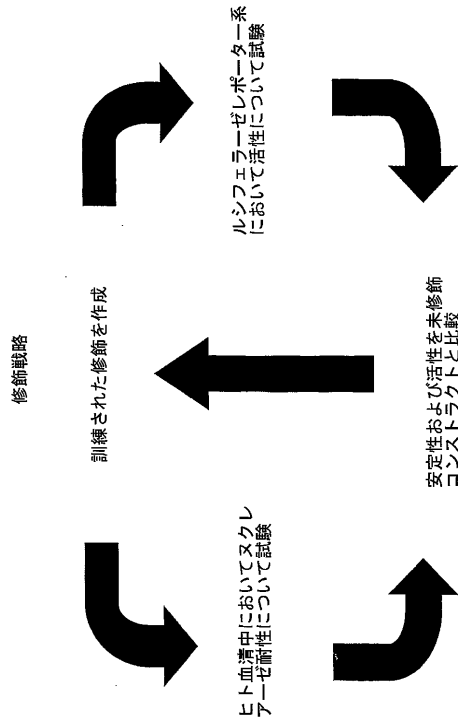 修飾戦略
訓練された修飾を作成
ヒト血清中においてヌクレ
アーゼ耐性について試験
ルシフェラーゼレポーター系
において活性について試験
安定性および活性を未修飾
コンストラクトと比較